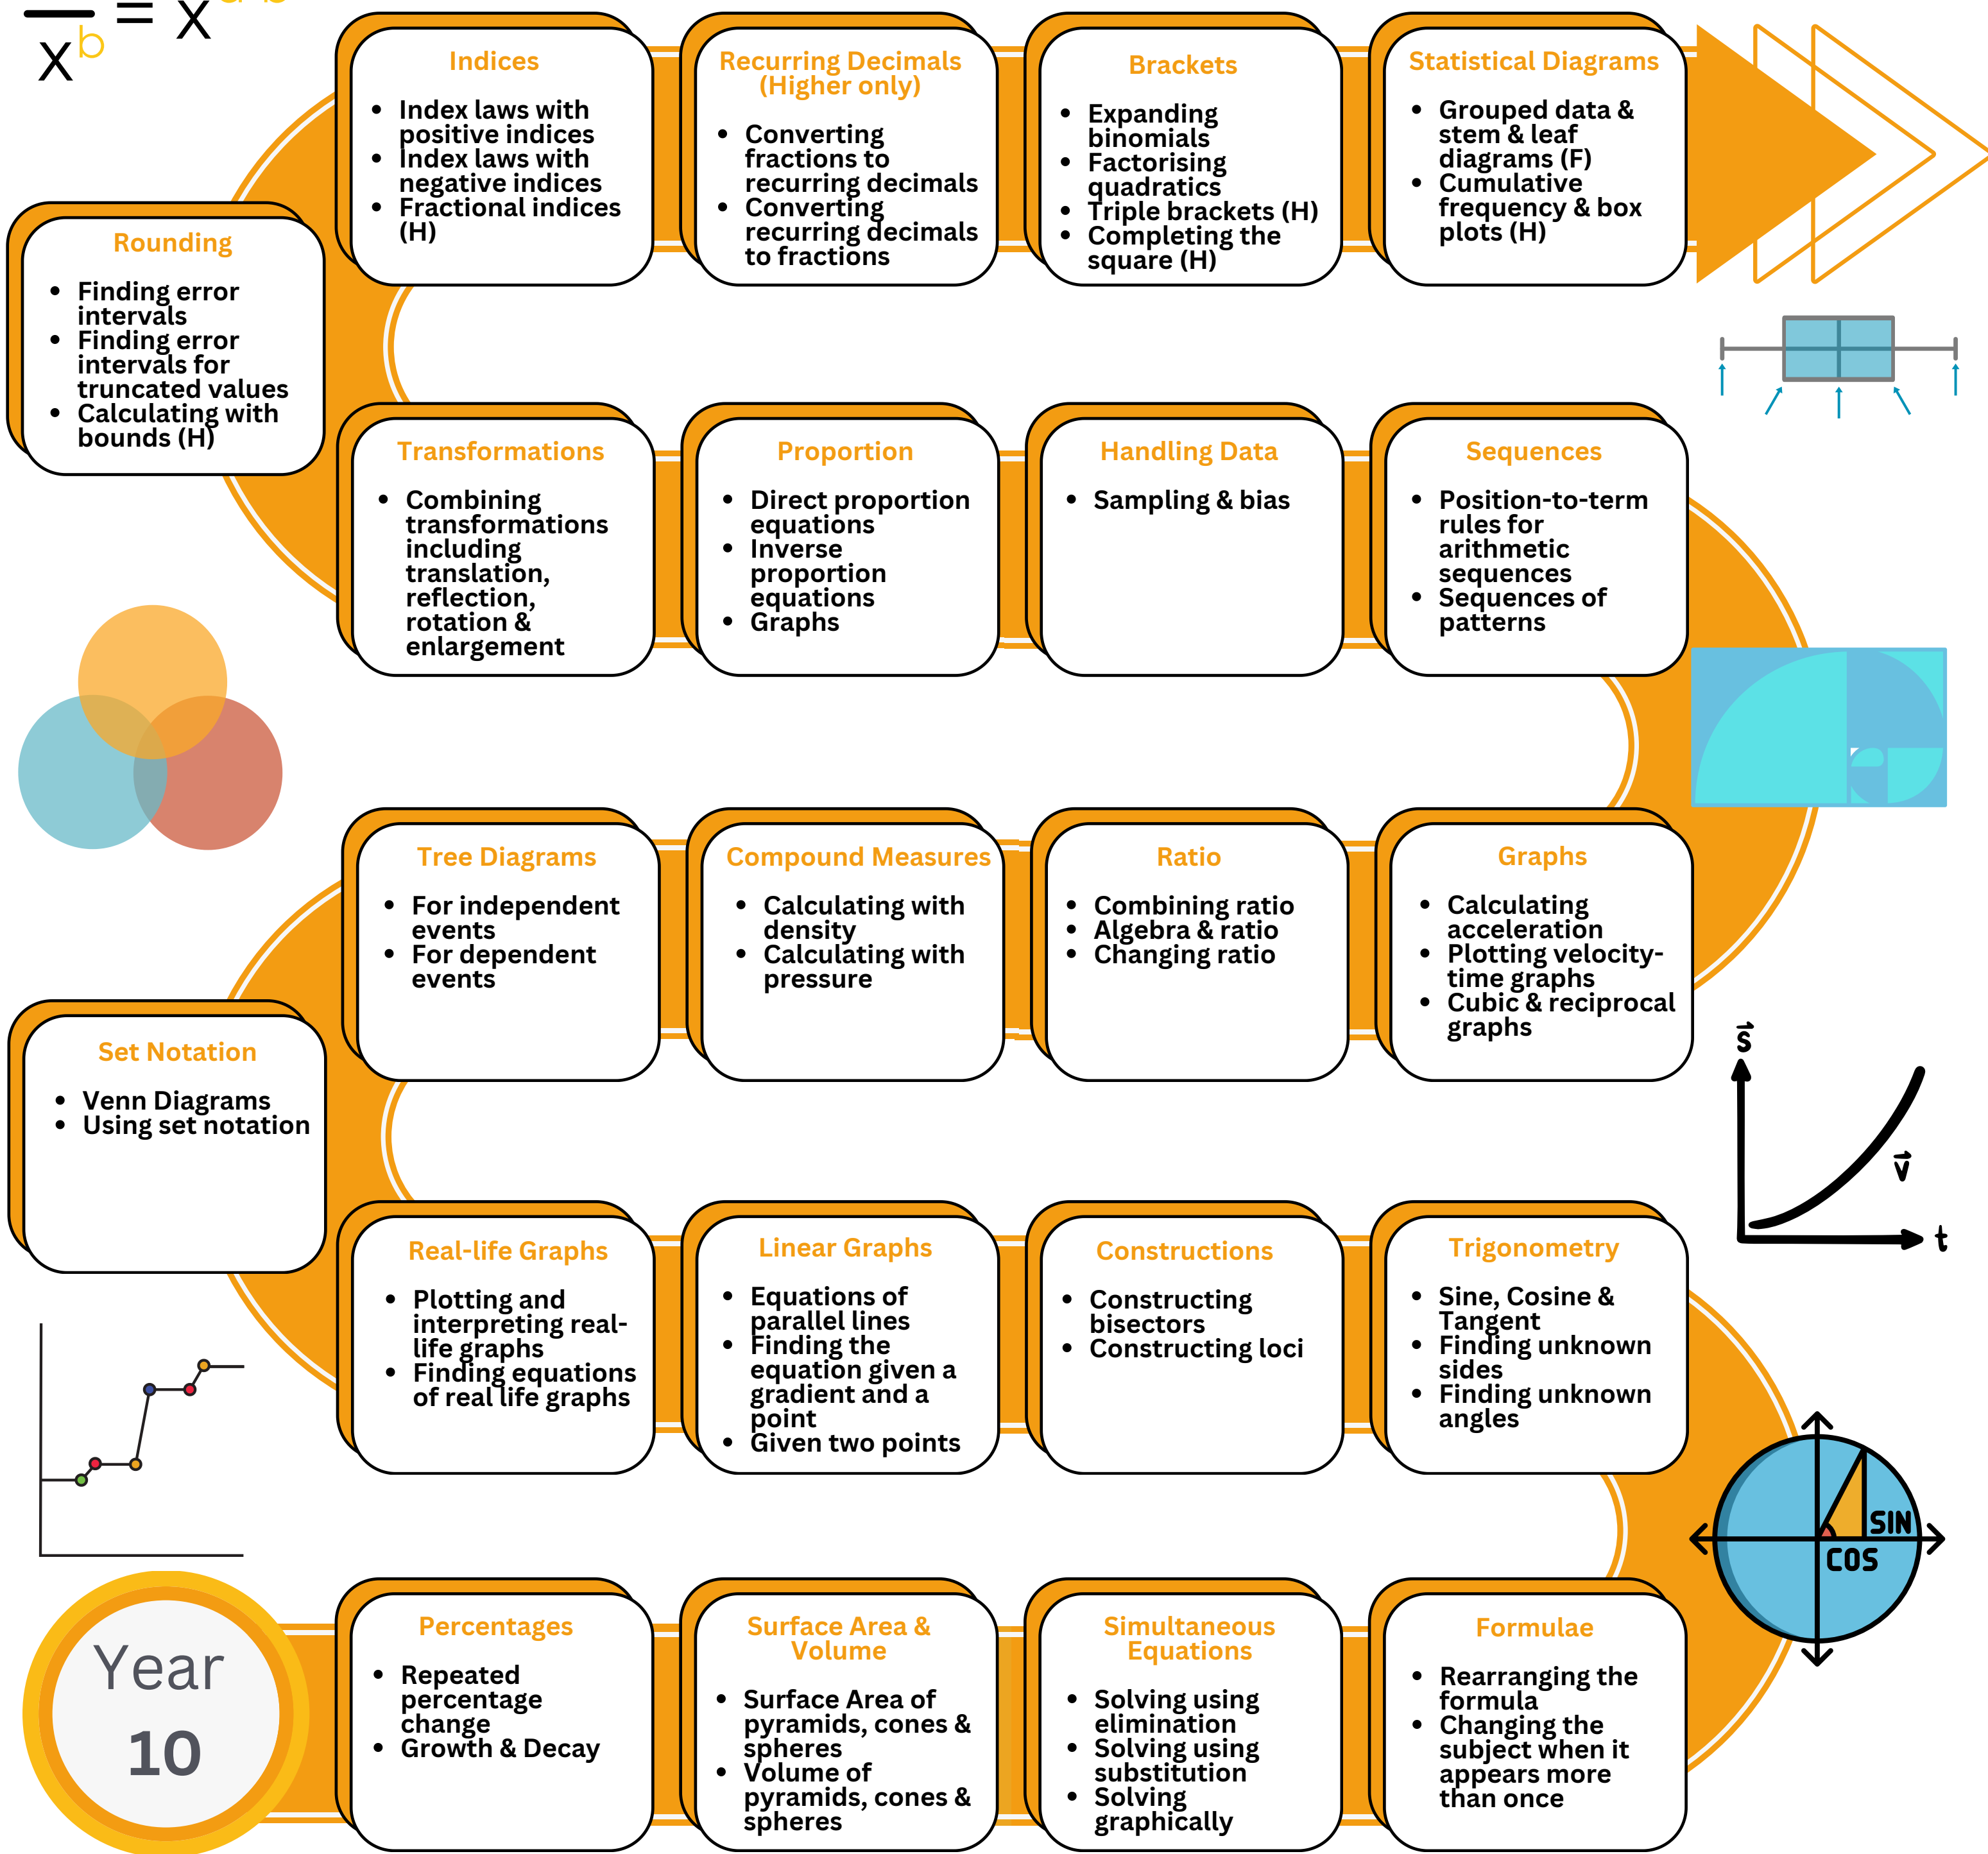 x^b = x
Indices
• Index laws with
positive indices
• Index laws with
negative indices
• Fractional indices
(H)
Recurring Decimals
(Higher only)
• Converting
fractions to
recurring decimals
• Converting
recurring decimals
to fractions
Brackets
• Expanding
binomials
• Factorising
quadratics
• Triple brackets (H)
• Completing the
square (H)
Statistical Diagrams
• Grouped data &
stem & leaf
diagrams (F)
• Cumulative
frequency & box
plots (H)
Rounding
• Finding error
intervals
• Finding error
intervals for
truncated values
• Calculating with
bounds (H)
Transformations
• Combining
transformations
including
translation,
reflection,
rotation &
enlargement
Proportion
• Direct proportion
equations
• Inverse
proportion
equations
• Graphs
Handling Data
• Sampling & bias
Sequences
• Position-to-term
rules for
arithmetic
sequences
• Sequences of
patterns
Tree Diagrams
• For independent
events
• For dependent
events
Compound Measures
• Calculating with
density
• Calculating with
pressure
Ratio
• Combining ratio
• Algebra & ratio
• Changing ratio
Graphs
• Calculating
acceleration
• Plotting velocity-
time graphs
• Cubic & reciprocal
graphs
Set Notation
• Venn Diagrams
• Using set notation
s
v
t
Real-life Graphs
• Plotting and
interpreting real-
life graphs
• Finding equations
of real life graphs
Linear Graphs
• Equations of
parallel lines
• Finding the
equation given a
gradient and a
point
• Given two points
Constructions
• Constructing
bisectors
• Constructing loci
Trigonometry
• Sine, Cosine &
Tangent
• Finding unknown
sides
• Finding unknown
angles
SIN
COS
Year
10
Percentages
• Repeated
percentage
change
• Growth & Decay
Surface Area &
Volume
• Surface Area of
pyramids, cones &
spheres
• Volume of
pyramids, cones &
spheres
Simultaneous
Equations
• Solving using
elimination
• Solving using
substitution
• Solving
graphically
Formulae
• Rearranging the
formula
• Changing the
subject when it
appears more
than once